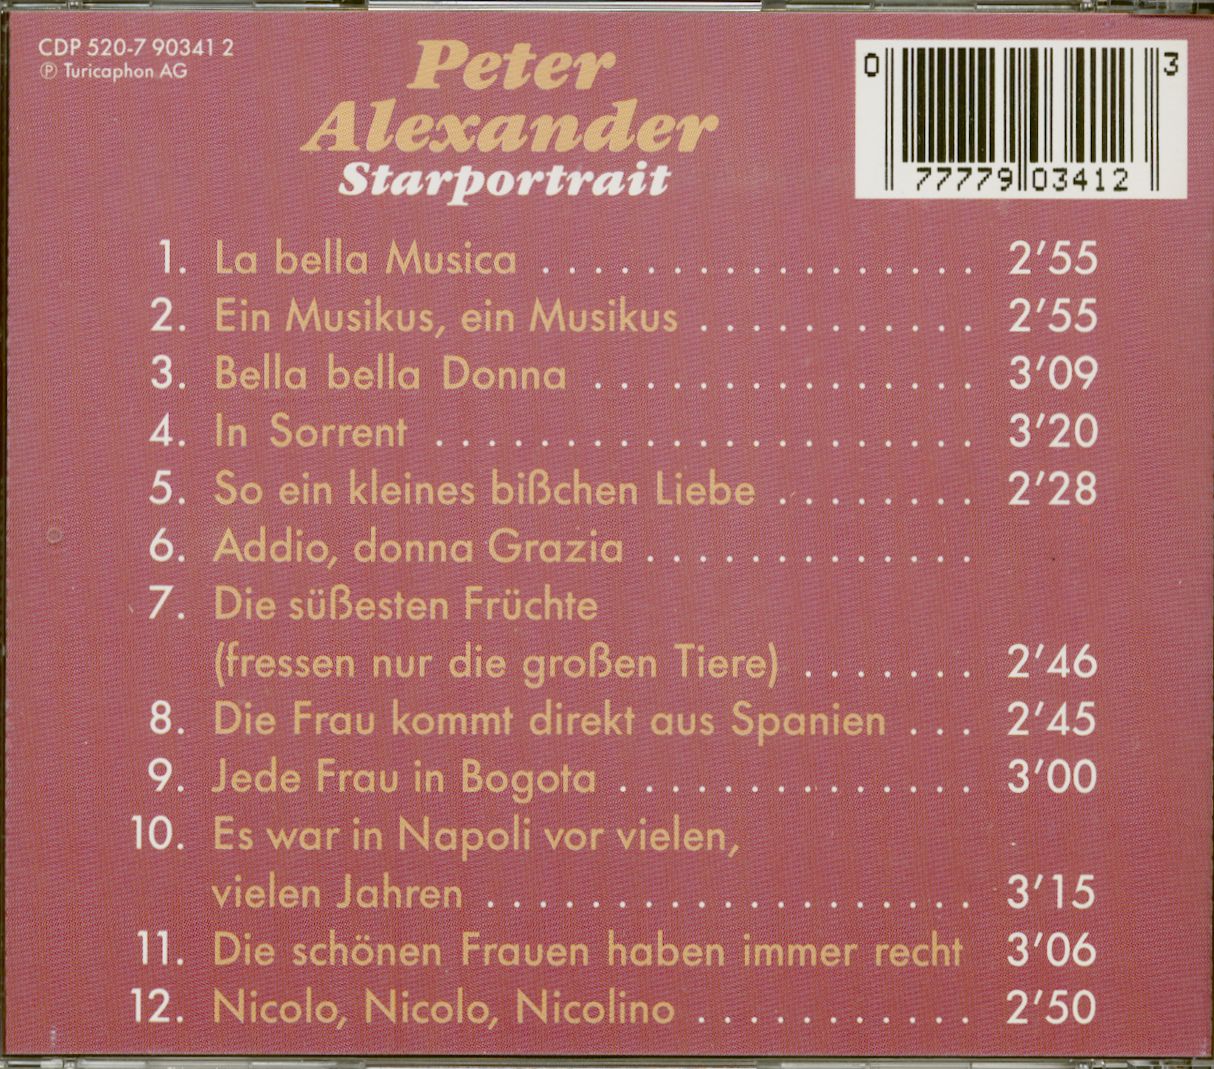 CDP 520-7 90341 2
℗ Turicaphon AG
Peter
Alexander
Starportrait
0 77779 03412 3
1. La bella Musica . . . . . . . . . . . . . . . . . 2'55
2. Ein Musikus, ein Musikus . . . . . . . . . . . 2'55
3. Bella bella Donna . . . . . . . . . . . . . . . 3'09
4. In Sorrent . . . . . . . . . . . . . . . . . . . . . 3'20
5. So ein kleines bißchen Liebe . . . . . . . . 2'28
6. Addio, donna Grazia . . . . . . . . . . . . .
7. Die süßesten Früchte
(fressen nur die großen Tiere) . . . . . . . 2'46
8. Die Frau kommt direkt aus Spanien . . . 2'45
9. Jede Frau in Bogota . . . . . . . . . . . . . . 3'00
10. Es war in Napoli vor vielen,
vielen Jahren . . . . . . . . . . . . . . . . . . . 3'15
11. Die schönen Frauen haben immer recht 3'06
12. Nicolo, Nicolo, Nicolino . . . . . . . . . . . 2'50